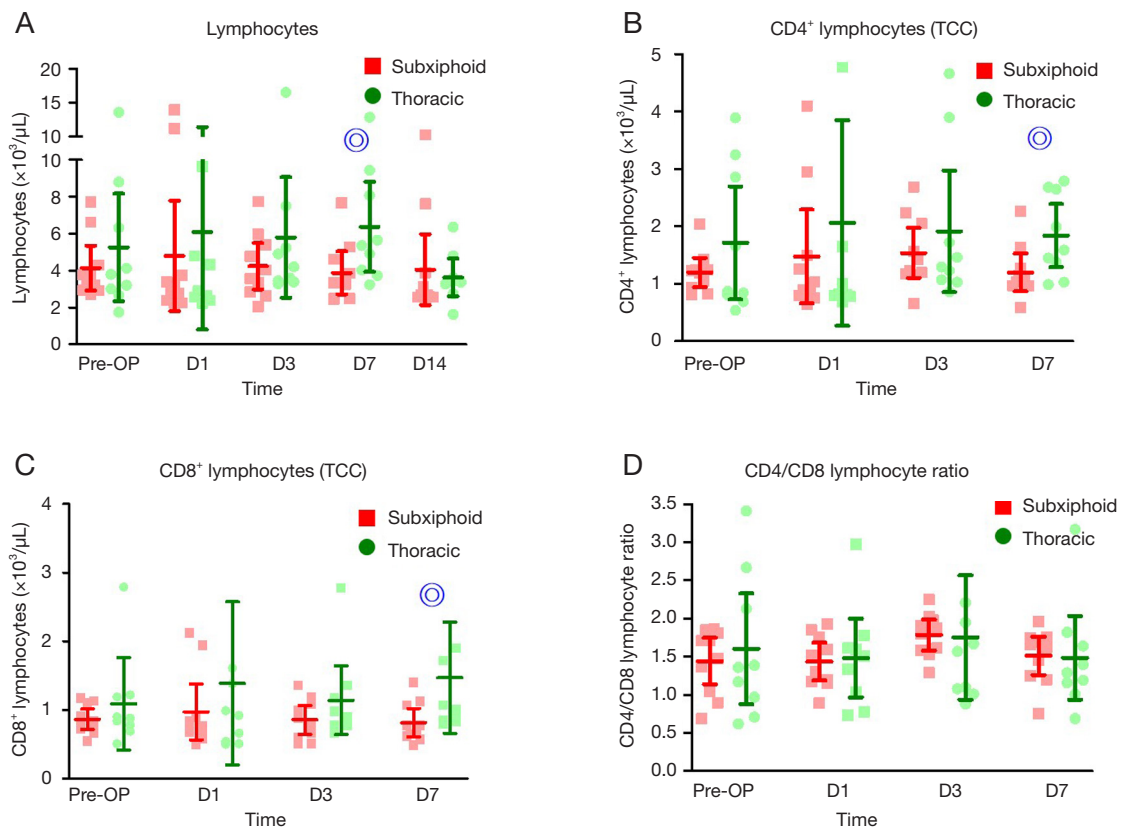 A
Lymphocytes
Subxiphoid
Thoracic
Lymphocytes (×10³/μL)
20
15
10
10
8
6
4
2
0
Pre-OP D1 D3 D7 D14
Time
B
CD4⁺ lymphocytes (TCC)
Subxiphoid
Thoracic
CD4⁺ lymphocytes (×10³/μL)
5
4
3
2
1
0
Pre-OP D1 D3 D7
Time
C
CD8⁺ lymphocytes (TCC)
Subxiphoid
Thoracic
CD8⁺ lymphocytes (×10³/μL)
4
3
2
1
0
Pre-OP D1 D3 D7
Time
D
CD4/CD8 lymphocyte ratio
Subxiphoid
Thoracic
CD4/CD8 lymphocyte ratio
3.5
3.0
2.5
2.0
1.5
1.0
0.5
0.0
Pre-OP D1 D3 D7
Time